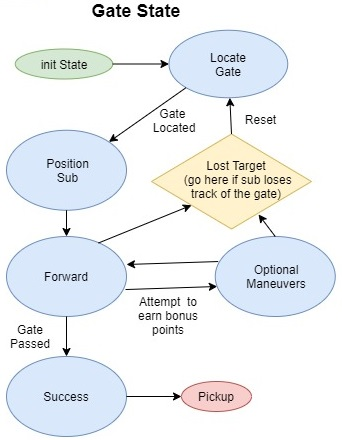 Gate State
init State
Locate
Gate
Gate
Located
Reset
Position
Sub
Lost Target
(go here if sub loses
track of the gate)
Forward
Optional
Maneuvers
Attempt to
earn bonus
points
Gate
Passed
Success
Pickup